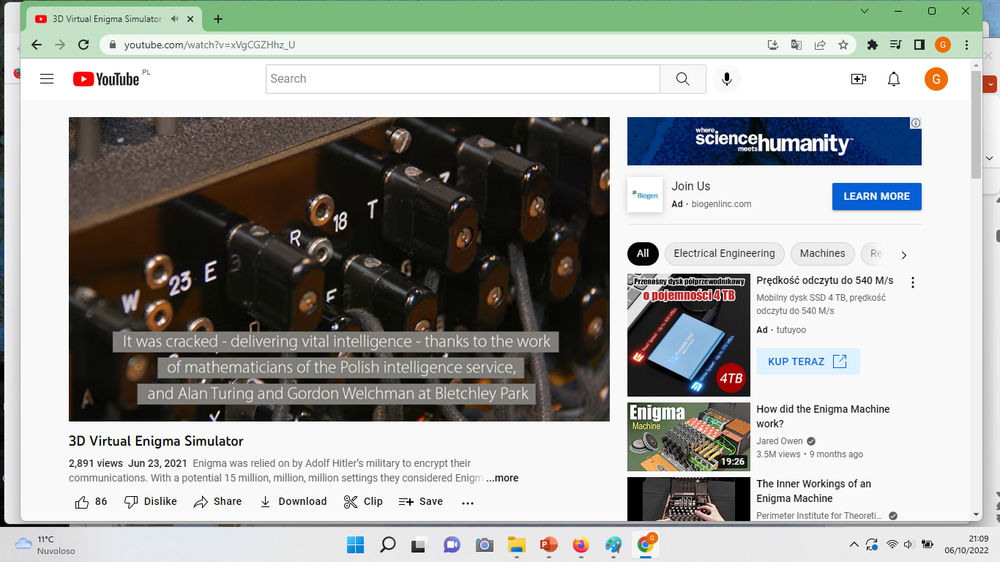 3D Virtual Enigma Simulator
youtube.com/watch?v=xVgCGZHhz_U
G
YouTube PL
Search
G
R 18 T
W 23 E
F
A
Y
It was cracked - delivering vital intelligence - thanks to the work
of mathematicians of the Polish intelligence service,
and Alan Turing and Gordon Welchman at Bletchley Park
3D Virtual Enigma Simulator
2,891 views Jun 23, 2021 Enigma was relied on by Adolf Hitler's military to encrypt their
communications. With a potential 15 million, million, million settings they considered Enigm ...more
86 Dislike Share Download Clip Save
where
science
meets humanity
Biogen
Join Us
Ad · biogenlinc.com
LEARN MORE
All Electrical Engineering Machines Re
Przenośny dysk półprzewodnikowy
o pojemności 4 TB
Portable SSD
4TB
Prędkość odczytu do 540 M/s
Mobilny dysk SSD 4 TB, prędkość
odczytu do 540 M/s
Ad · tutuyoo
KUP TERAZ
Enigma
Machine
19:26
How did the Enigma Machine
work?
Jared Owen
3.5M views • 9 months ago
The Inner Workings of an
Enigma Machine
Perimeter Institute for Theoreti...
11°C
Nuvoloso
G
21:09
06/10/2022